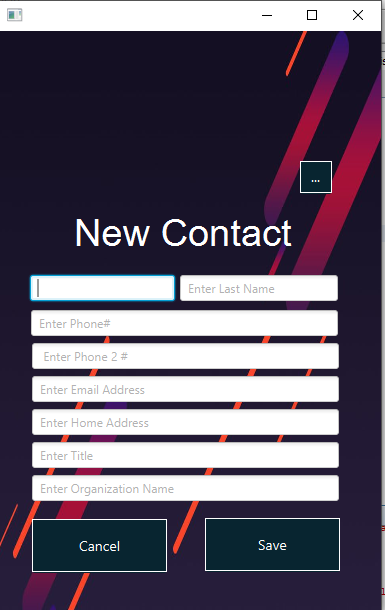 ...
New Contact
Enter Last Name
Enter Phone#
Enter Phone 2 #
Enter Email Address
Enter Home Address
Enter Title
Enter Organization Name
Cancel Save